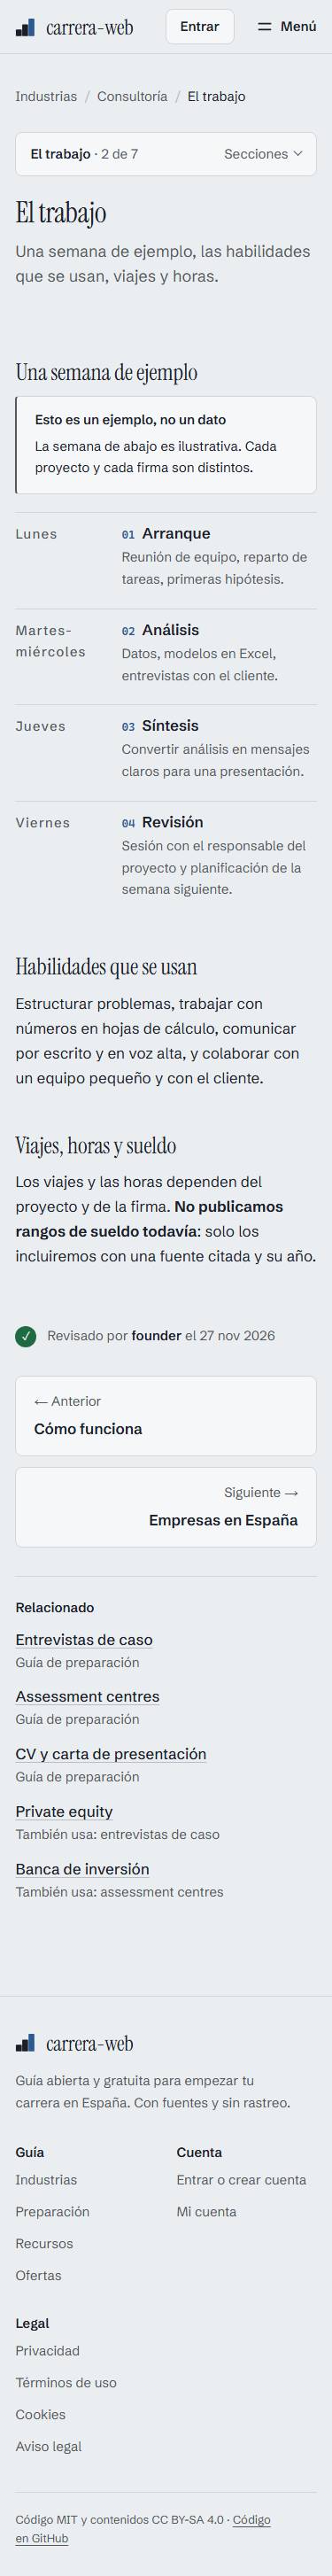 carrera-web
Entrar
Menú
Industrias / Consultoría / El trabajo
El trabajo · 2 de 7
Secciones
El trabajo
Una semana de ejemplo, las habilidades
que se usan, viajes y horas.
Una semana de ejemplo
Esto es un ejemplo, no un dato
La semana de abajo es ilustrativa. Cada
proyecto y cada firma son distintos.
Lunes
01 Arranque
Reunión de equipo, reparto de
tareas, primeras hipótesis.
Martes-
miércoles
02 Análisis
Datos, modelos en Excel,
entrevistas con el cliente.
Jueves
03 Síntesis
Convertir análisis en mensajes
claros para una presentación.
Viernes
04 Revisión
Sesión con el responsable del
proyecto y planificación de la
semana siguiente.
Habilidades que se usan
Estructurar problemas, trabajar con
números en hojas de cálculo, comunicar
por escrito y en voz alta, y colaborar con
un equipo pequeño y con el cliente.
Viajes, horas y sueldo
Los viajes y las horas dependen del
proyecto y de la firma. No publicamos
rangos de sueldo todavía: solo los
incluiremos con una fuente citada y su año.
✓ Revisado por founder el 27 nov 2026
← Anterior
Cómo funciona
Siguiente →
Empresas en España
Relacionado
Entrevistas de caso
Guía de preparación
Assessment centres
Guía de preparación
CV y carta de presentación
Guía de preparación
Private equity
También usa: entrevistas de caso
Banca de inversión
También usa: assessment centres
carrera-web
Guía abierta y gratuita para empezar tu
carrera en España. Con fuentes y sin rastreo.
Guía
Industrias
Preparación
Recursos
Ofertas
Cuenta
Entrar o crear cuenta
Mi cuenta
Legal
Privacidad
Términos de uso
Cookies
Aviso legal
Código MIT y contenidos CC BY-SA 4.0 · Código
en GitHub